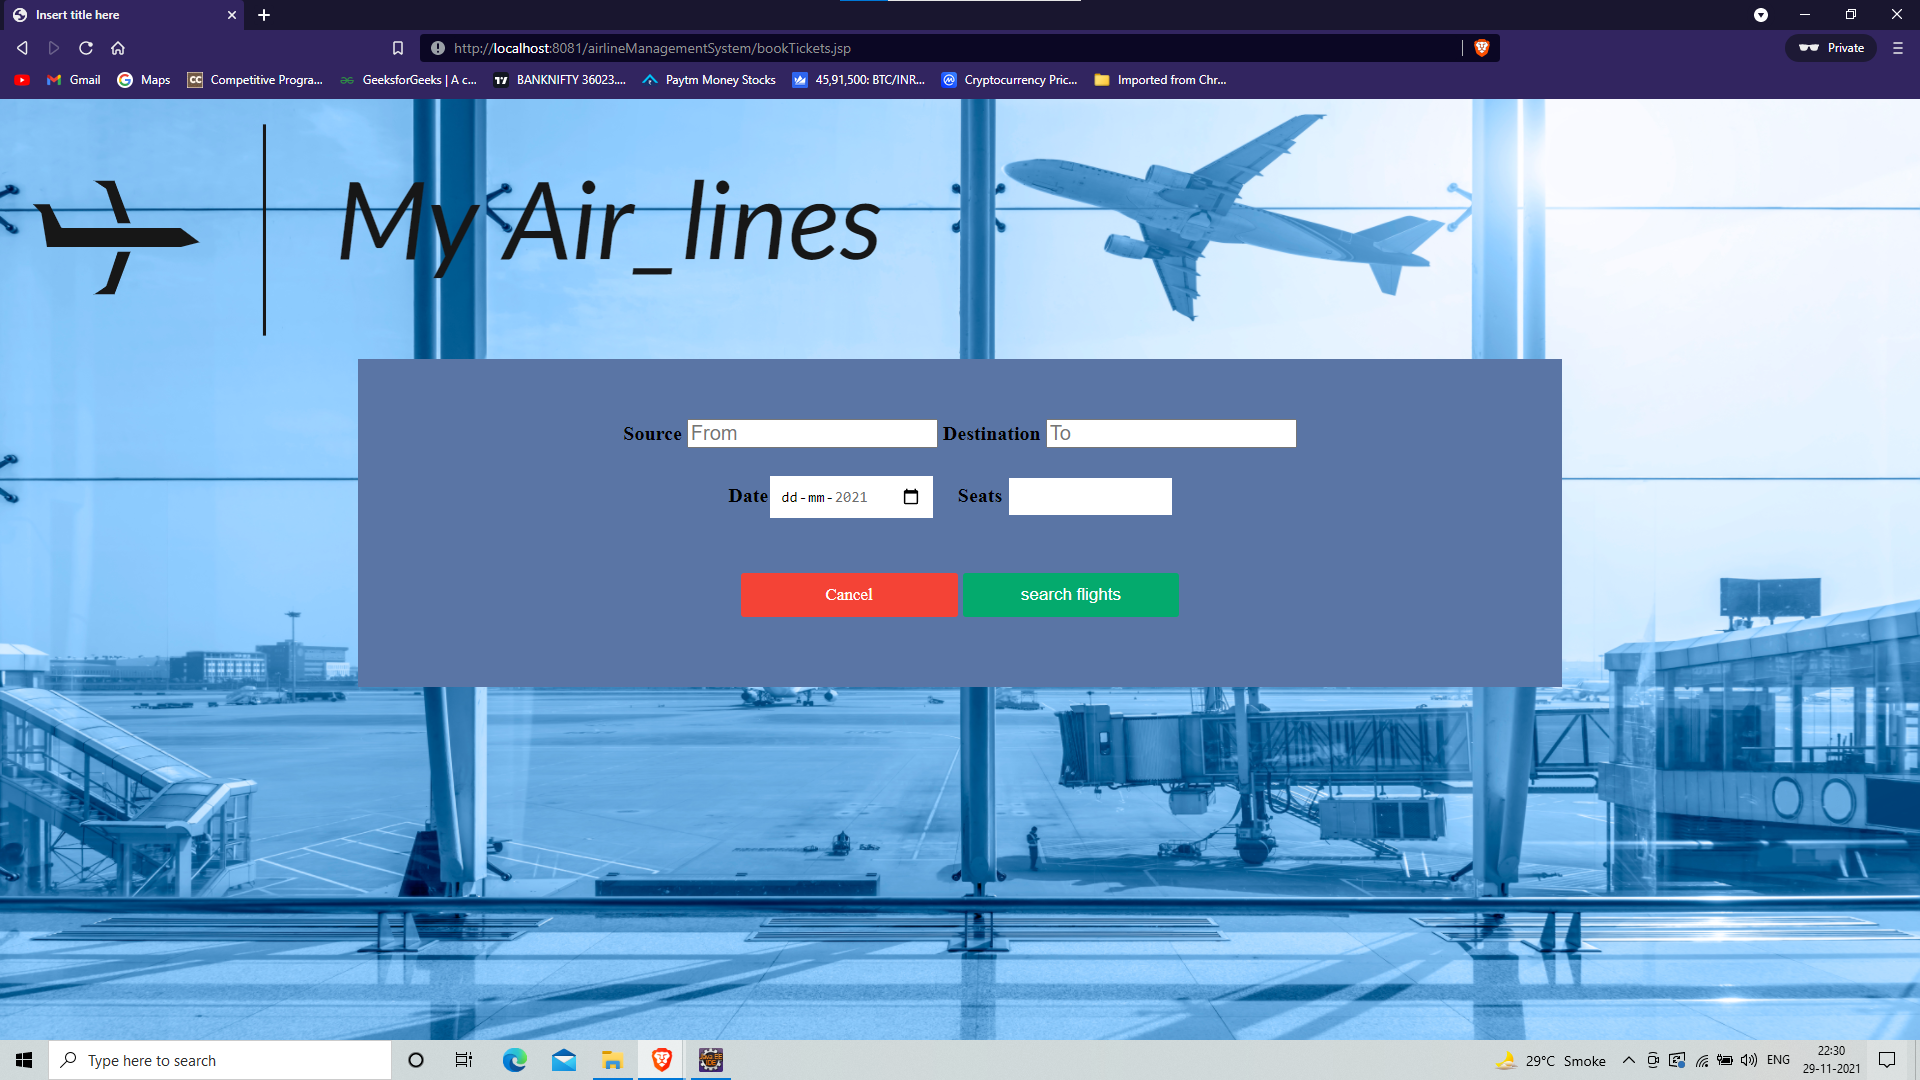 Insert title here
http://localhost:8081/airlineManagementSystem/bookTickets.jsp
Private
Gmail Maps CC Competitive Progra... GeeksforGeeks | A c... BANKNIFTY 36023.... Paytm Money Stocks 45,91,500: BTC/INR... Cryptocurrency Pric... Imported from Chr...
My Air_lines
Source From Destination To
Date dd-mm-2021 Seats
Cancel search flights
Type here to search
29°C Smoke
ENG
22:30
29-11-2021